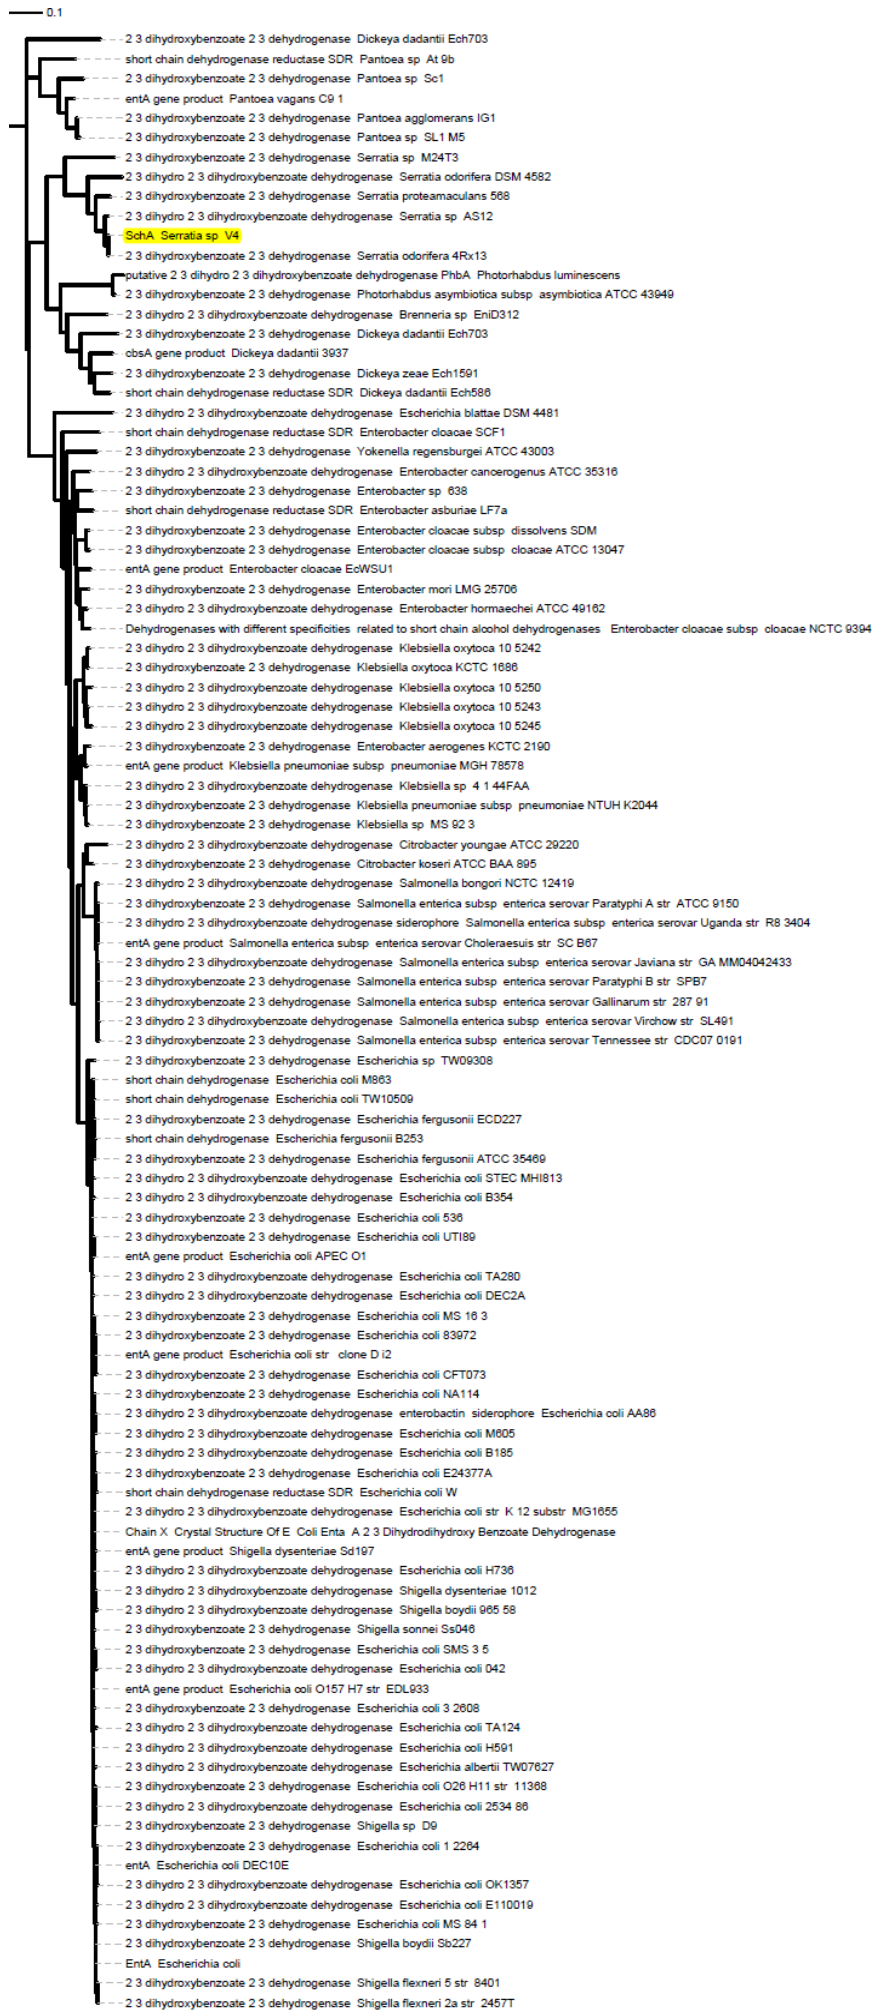 0.1
2 3 dihydroxybenzoate 2 3 dehydrogenase Dickeya dadantii Ech703
short chain dehydrogenase reductase SDR Pantoea sp At 9b
2 3 dihydroxybenzoate 2 3 dehydrogenase Pantoea sp Sc1
entA gene product Pantoea vagans C9 1
2 3 dihydroxybenzoate 2 3 dehydrogenase Pantoea agglomerans IG1
2 3 dihydroxybenzoate 2 3 dehydrogenase Pantoea sp SL1 M5
2 3 dihydroxybenzoate 2 3 dehydrogenase Serratia sp M24T3
2 3 dihydro 2 3 dihydroxybenzoate dehydrogenase Serratia odorifera DSM 4582
2 3 dihydroxybenzoate 2 3 dehydrogenase Serratia proteamaculans 568
2 3 dihydro 2 3 dihydroxybenzoate dehydrogenase Serratia sp AS12
SchA Serratia sp V4
2 3 dihydroxybenzoate 2 3 dehydrogenase Serratia odorifera 4Rx13
putative 2 3 dihydro 2 3 dihydroxybenzoate dehydrogenase PhbA Photorhabdus luminescens
2 3 dihydroxybenzoate 2 3 dehydrogenase Photorhabdus asymbiotica subsp asymbiotica ATCC 43949
2 3 dihydro 2 3 dihydroxybenzoate dehydrogenase Brenneria sp EniD312
2 3 dihydroxybenzoate 2 3 dehydrogenase Dickeya dadantii Ech703
cbsA gene product Dickeya dadantii 3937
2 3 dihydroxybenzoate 2 3 dehydrogenase Dickeya zeae Ech1591
short chain dehydrogenase reductase SDR Dickeya dadantii Ech586
2 3 dihydro 2 3 dihydroxybenzoate dehydrogenase Escherichia blattae DSM 4481
short chain dehydrogenase reductase SDR Enterobacter cloacae SCF1
2 3 dihydro 2 3 dihydroxybenzoate dehydrogenase Yokenella regensburgei ATCC 43003
2 3 dihydroxybenzoate 2 3 dehydrogenase Enterobacter cancerogenus ATCC 35316
2 3 dihydroxybenzoate 2 3 dehydrogenase Enterobacter sp 638
short chain dehydrogenase reductase SDR Enterobacter asburiae LF7a
2 3 dihydroxybenzoate 2 3 dehydrogenase Enterobacter cloacae subsp dissolvens SDM
2 3 dihydroxybenzoate 2 3 dehydrogenase Enterobacter cloacae subsp cloacae ATCC 13047
entA gene product Enterobacter cloacae EcWSU1
2 3 dihydroxybenzoate 2 3 dehydrogenase Enterobacter mori LMG 25706
2 3 dihydro 2 3 dihydroxybenzoate dehydrogenase Enterobacter hormaechei ATCC 49162
Dehydrogenases with different specificities related to short chain alcohol dehydrogenases Enterobacter cloacae subsp cloacae NCTC 9394
2 3 dihydro 2 3 dihydroxybenzoate dehydrogenase Klebsiella oxytoca 10 5242
2 3 dihydroxybenzoate 2 3 dehydrogenase Klebsiella oxytoca KCTC 1686
2 3 dihydro 2 3 dihydroxybenzoate dehydrogenase Klebsiella oxytoca 10 5250
2 3 dihydro 2 3 dihydroxybenzoate dehydrogenase Klebsiella oxytoca 10 5243
2 3 dihydro 2 3 dihydroxybenzoate dehydrogenase Klebsiella oxytoca 10 5245
2 3 dihydroxybenzoate 2 3 dehydrogenase Enterobacter aerogenes KCTC 2190
entA gene product Klebsiella pneumoniae subsp pneumoniae MGH 78578
2 3 dihydro 2 3 dihydroxybenzoate dehydrogenase Klebsiella sp 4 1 44FAA
2 3 dihydroxybenzoate 2 3 dehydrogenase Klebsiella pneumoniae subsp pneumoniae NTUH K2044
2 3 dihydroxybenzoate 2 3 dehydrogenase Klebsiella sp MS 92 3
2 3 dihydro 2 3 dihydroxybenzoate dehydrogenase Citrobacter youngae ATCC 29220
2 3 dihydroxybenzoate 2 3 dehydrogenase Citrobacter koseri ATCC BAA 895
2 3 dihydro 2 3 dihydroxybenzoate dehydrogenase Salmonella bongori NCTC 12419
2 3 dihydroxybenzoate 2 3 dehydrogenase Salmonella enterica subsp enterica serovar Paratyphi A str ATCC 9150
2 3 dihydro 2 3 dihydroxybenzoate dehydrogenase siderophore Salmonella enterica subsp enterica serovar Uganda str R8 3404
entA gene product Salmonella enterica subsp enterica serovar Choleraesuis str SC B67
2 3 dihydroxybenzoate 2 3 dehydrogenase Salmonella enterica subsp enterica serovar Javiana str GA MM04042433
2 3 dihydroxybenzoate 2 3 dehydrogenase Salmonella enterica subsp enterica serovar Paratyphi B str SPB7
2 3 dihydroxybenzoate 2 3 dehydrogenase Salmonella enterica subsp enterica serovar Gallinarum str 287 91
2 3 dihydroxybenzoate 2 3 dehydrogenase Salmonella enterica subsp enterica serovar Virchow str SL491
2 3 dihydroxybenzoate 2 3 dehydrogenase Salmonella enterica subsp enterica serovar Tennessee str CDC07 0191
2 3 dihydroxybenzoate 2 3 dehydrogenase Escherichia sp TW09308
short chain dehydrogenase Escherichia coli M863
short chain dehydrogenase Escherichia coli TW10509
2 3 dihydroxybenzoate 2 3 dehydrogenase Escherichia fergusonii ECD227
short chain dehydrogenase Escherichia fergusonii B253
2 3 dihydroxybenzoate 2 3 dehydrogenase Escherichia fergusonii ATCC 35469
2 3 dihydro 2 3 dihydroxybenzoate dehydrogenase Escherichia coli STEC MHI813
2 3 dihydro 2 3 dihydroxybenzoate dehydrogenase Escherichia coli B354
2 3 dihydroxybenzoate 2 3 dehydrogenase Escherichia coli 536
2 3 dihydroxybenzoate 2 3 dehydrogenase Escherichia coli UTI89
entA gene product Escherichia coli APEC O1
2 3 dihydro 2 3 dihydroxybenzoate dehydrogenase Escherichia coli TA280
2 3 dihydro 2 3 dihydroxybenzoate dehydrogenase Escherichia coli DEC2A
2 3 dihydroxybenzoate 2 3 dehydrogenase Escherichia coli MS 16 3
2 3 dihydroxybenzoate 2 3 dehydrogenase Escherichia coli 83972
entA gene product Escherichia coli str clone D i2
2 3 dihydroxybenzoate 2 3 dehydrogenase Escherichia coli CFT073
2 3 dihydroxybenzoate 2 3 dehydrogenase Escherichia coli NA114
2 3 dihydro 2 3 dihydroxybenzoate dehydrogenase enterobactin siderophore Escherichia coli AA86
2 3 dihydro 2 3 dihydroxybenzoate dehydrogenase Escherichia coli M605
2 3 dihydro 2 3 dihydroxybenzoate dehydrogenase Escherichia coli B185
2 3 dihydroxybenzoate 2 3 dehydrogenase Escherichia coli E24377A
short chain dehydrogenase reductase SDR Escherichia coli W
2 3 dihydro 2 3 dihydroxybenzoate dehydrogenase Escherichia coli str K 12 substr MG1655
Chain X Crystal Structure Of E Coli Enta A 2 3 Dihydrodihydroxy Benzoate Dehydrogenase
entA gene product Shigella dysenteriae Sd197
2 3 dihydro 2 3 dihydroxybenzoate dehydrogenase Escherichia coli H736
2 3 dihydro 2 3 dihydroxybenzoate dehydrogenase Shigella dysenteriae 1012
2 3 dihydro 2 3 dihydroxybenzoate dehydrogenase Shigella boydii 965 58
2 3 dihydroxybenzoate 2 3 dehydrogenase Shigella sonnei Ss046
2 3 dihydroxybenzoate 2 3 dehydrogenase Escherichia coli SMS 3 5
2 3 dihydroxybenzoate 2 3 dehydrogenase Escherichia coli 042
entA gene product Escherichia coli O157 H7 str EDL933
2 3 dihydro 2 3 dihydroxybenzoate dehydrogenase Escherichia coli 3 2608
2 3 dihydro 2 3 dihydroxybenzoate dehydrogenase Escherichia coli TA124
2 3 dihydro 2 3 dihydroxybenzoate dehydrogenase Escherichia coli H591
2 3 dihydroxybenzoate 2 3 dehydrogenase Escherichia albertii TW07627
2 3 dihydroxybenzoate 2 3 dehydrogenase Escherichia coli O26 H11 str 11368
2 3 dihydro 2 3 dihydroxybenzoate dehydrogenase Escherichia coli 2534 86
2 3 dihydroxybenzoate 2 3 dehydrogenase Shigella sp D9
2 3 dihydro 2 3 dihydroxybenzoate dehydrogenase Escherichia coli 1 2264
entA Escherichia coli DEC10E
2 3 dihydro 2 3 dihydroxybenzoate dehydrogenase Escherichia coli OK1357
2 3 dihydroxybenzoate 2 3 dehydrogenase Escherichia coli E110019
2 3 dihydroxybenzoate 2 3 dehydrogenase Escherichia coli MS 84 1
2 3 dihydroxybenzoate 2 3 dehydrogenase Shigella boydii Sb227
EntA Escherichia coli
2 3 dihydroxybenzoate 2 3 dehydrogenase Shigella flexneri 5 str 8401
2 3 dihydroxybenzoate 2 3 dehydrogenase Shigella flexneri 2a str 2457T